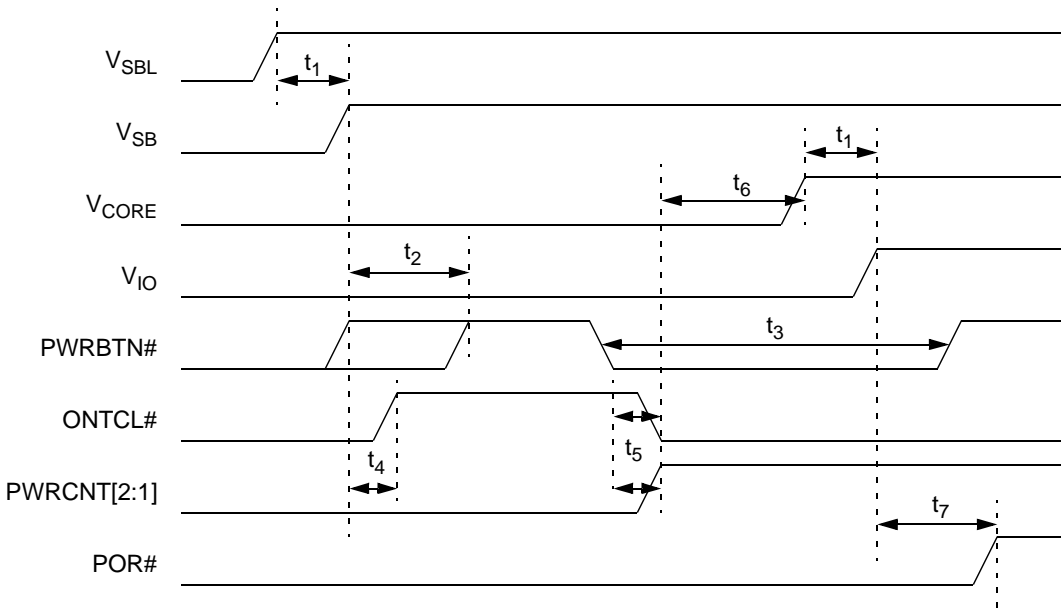 V_SBL
t_1
V_SB
t_1
V_CORE
t_6
V_IO
t_2
PWRBTN#
t_3
ONTCL#
t_4
t_5
PWRCNT[2:1]
t_7
POR#